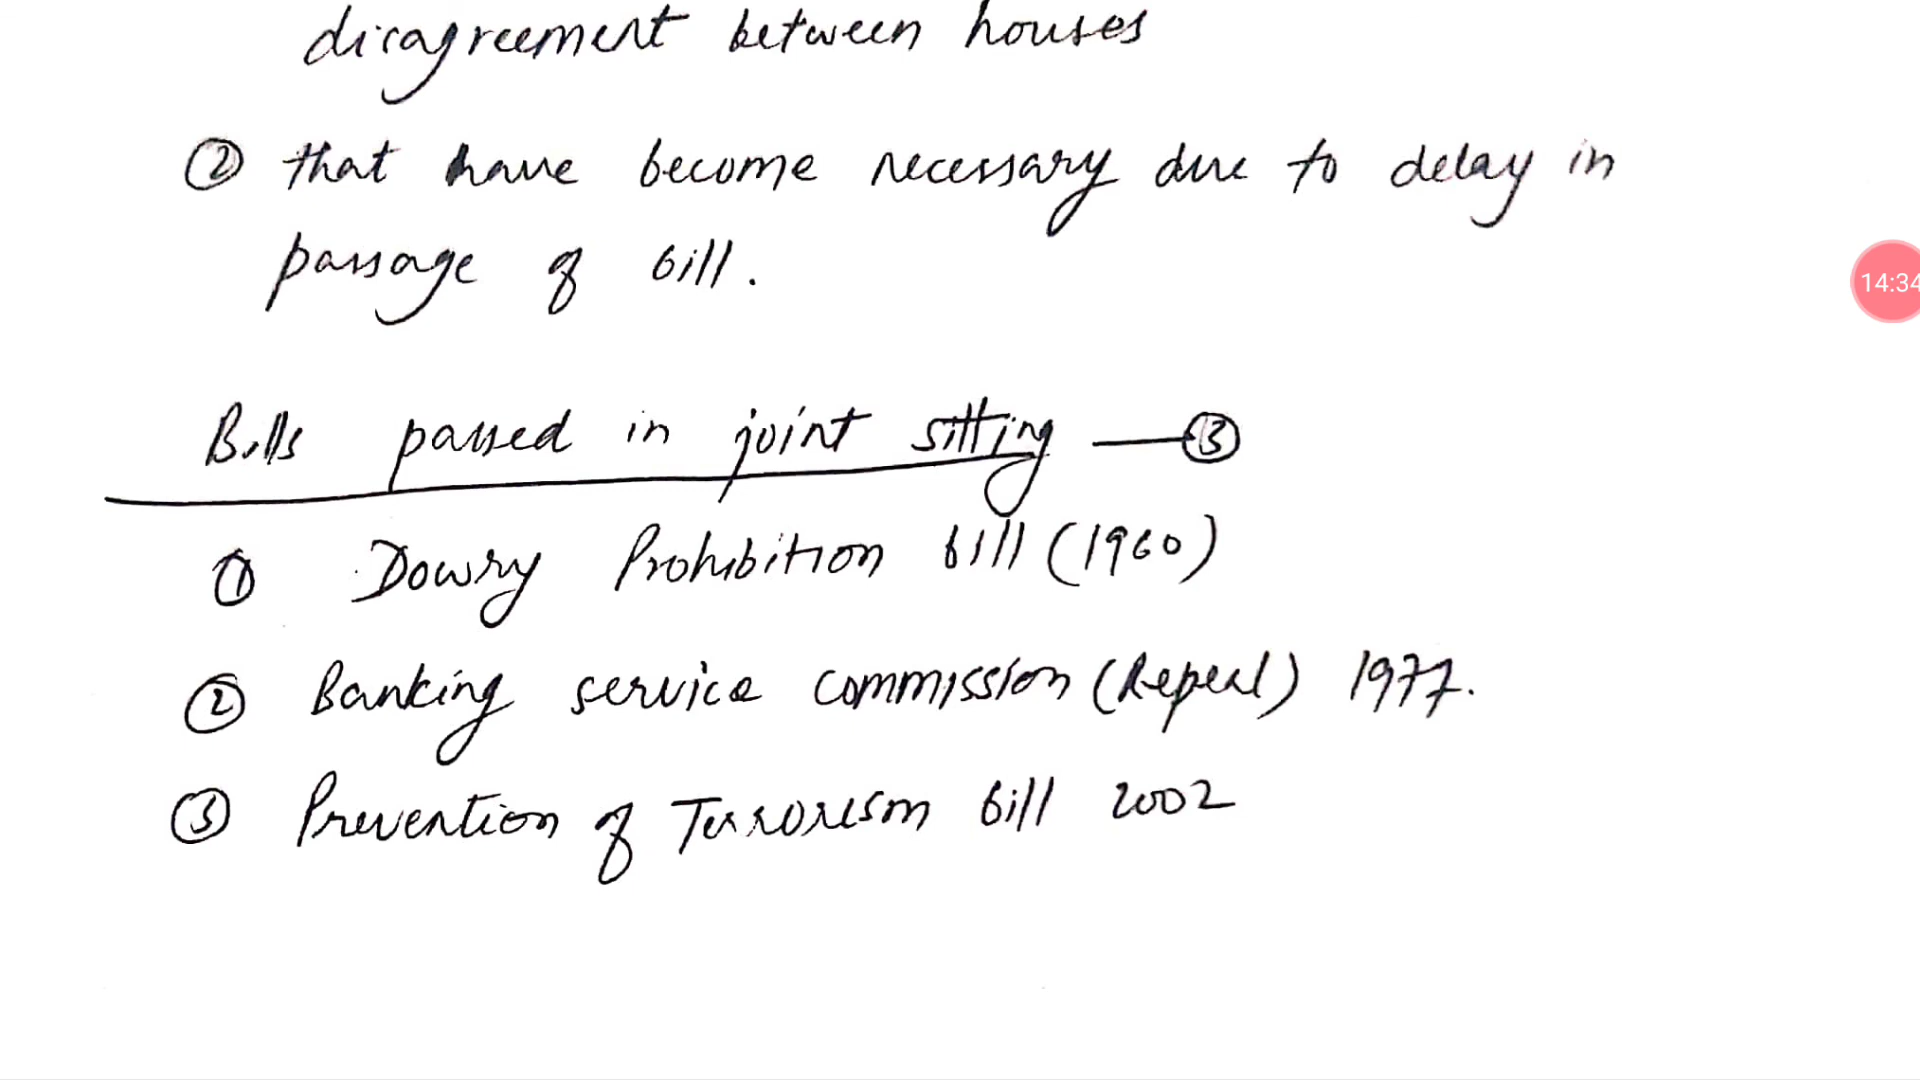 disagreement between houses
② that have become necessary due to delay in
passage of bill.
14:34
Bills passed in joint sitting — ③
① Dowry Prohibition bill (1960)
② Banking service commission (Repeal) 1977.
③ Prevention of Terrorism bill 2002